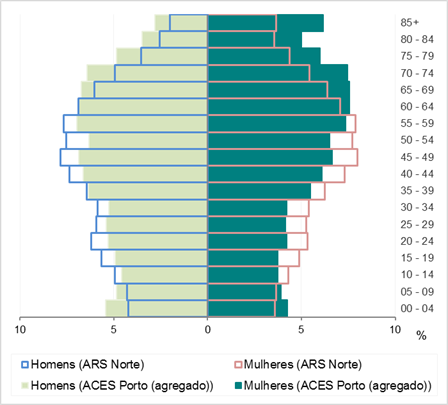 85+
80 - 84
75 - 79
70 - 74
65 - 69
60 - 64
55 - 59
50 - 54
45 - 49
40 - 44
35 - 39
30 - 34
25 - 29
20 - 24
15 - 19
10 - 14
05 - 09
00 - 04
10 5 0 5 10
%
Homens (ARS Norte) Mulheres (ARS Norte)
Homens (ACES Porto (agregado)) Mulheres (ACES Porto (agregado))